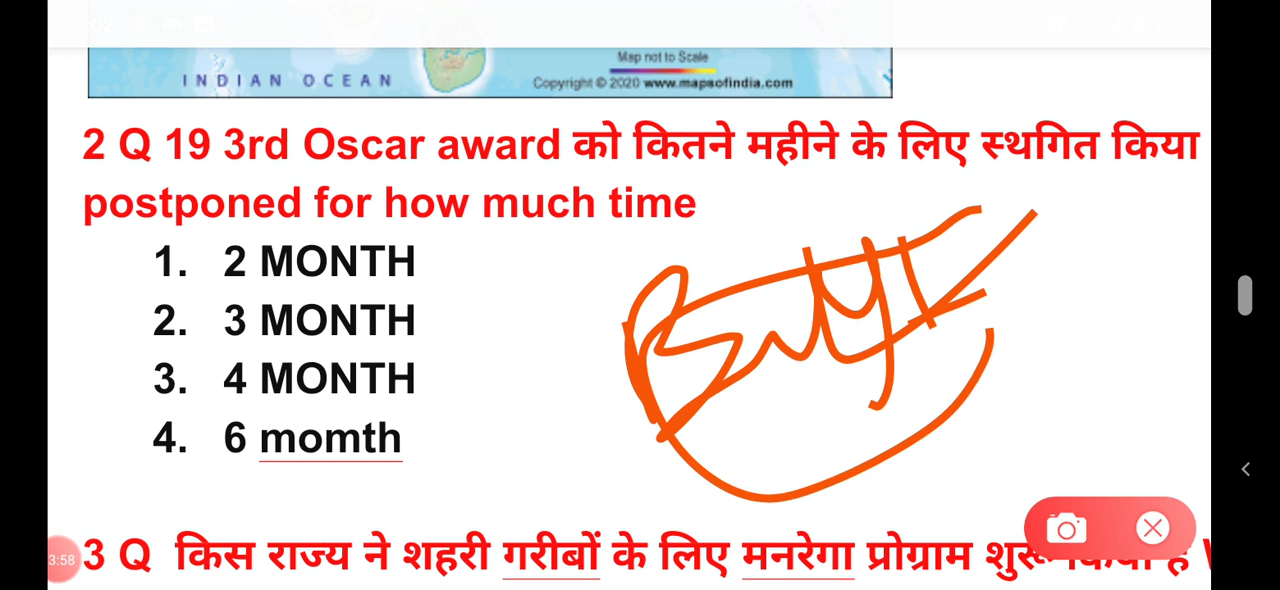 INDIAN OCEAN
Map not to Scale
Copyright © 2020 www.mapsofindia.com
2 Q 19 3rd Oscar award को कितने महीने के लिए स्थगित किया
postponed for how much time
1. 2 MONTH
2. 3 MONTH
3. 4 MONTH
4. 6 momth
3:58
3 Q किस राज्य ने शहरी गरीबों के लिए मनरेगा प्रोग्राम